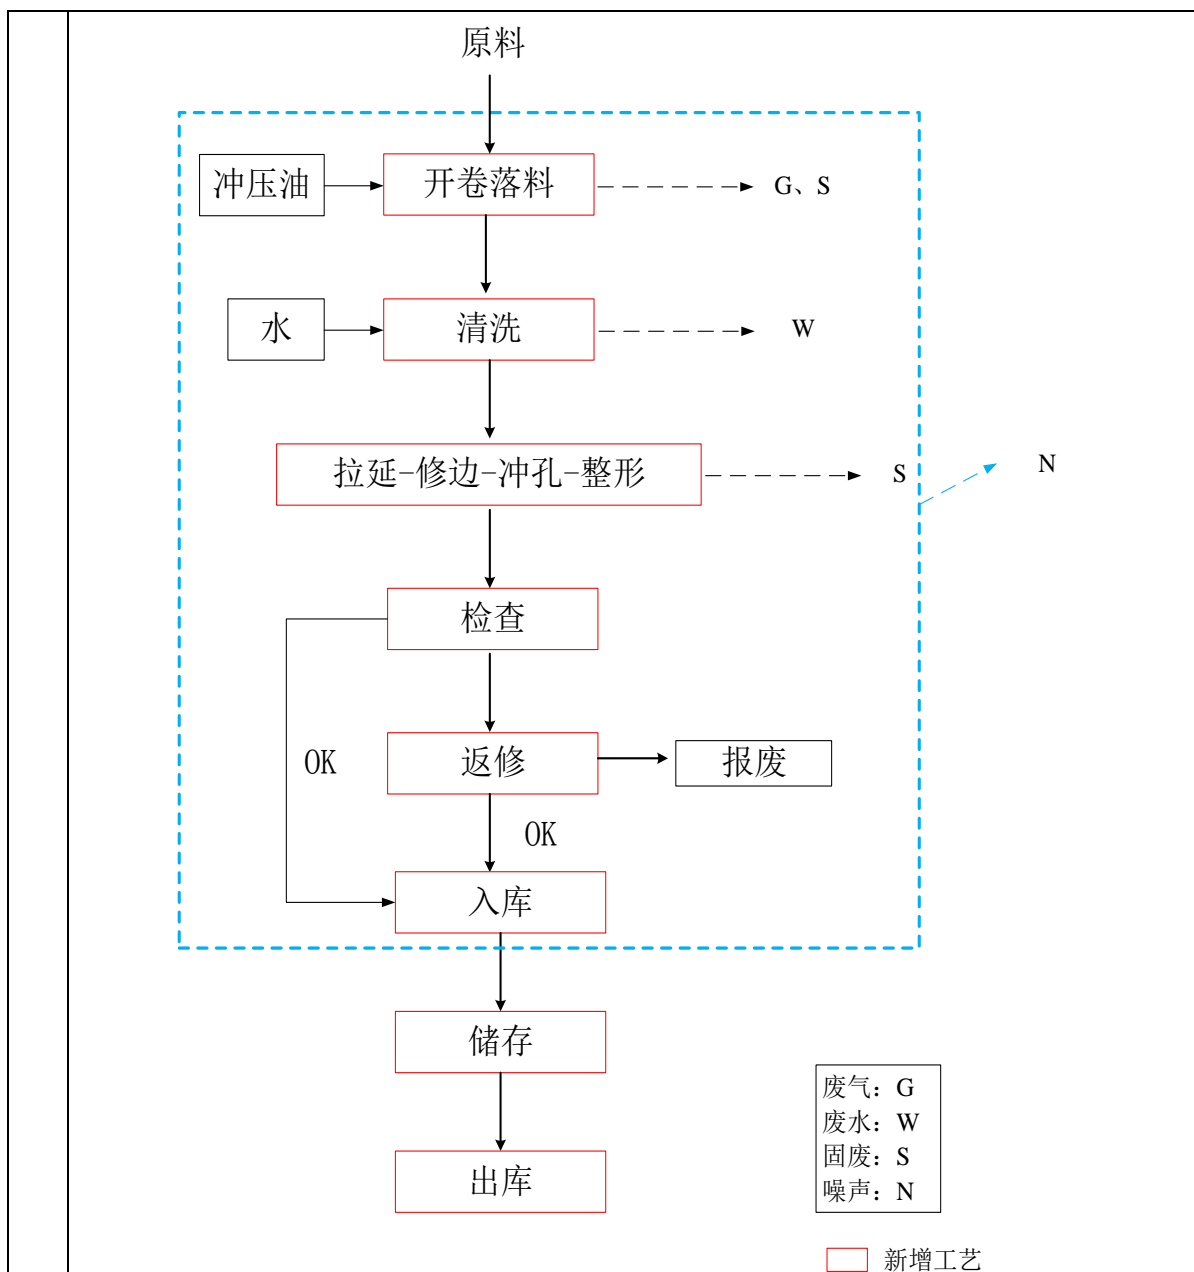 原料
冲压油
开卷落料
G、S
水
清洗
W
拉延-修边-冲孔-整形
S
N
检查
OK
返修
报废
OK
入库
储存
出库
废气：G
废水：W
固废：S
噪声：N
新增工艺